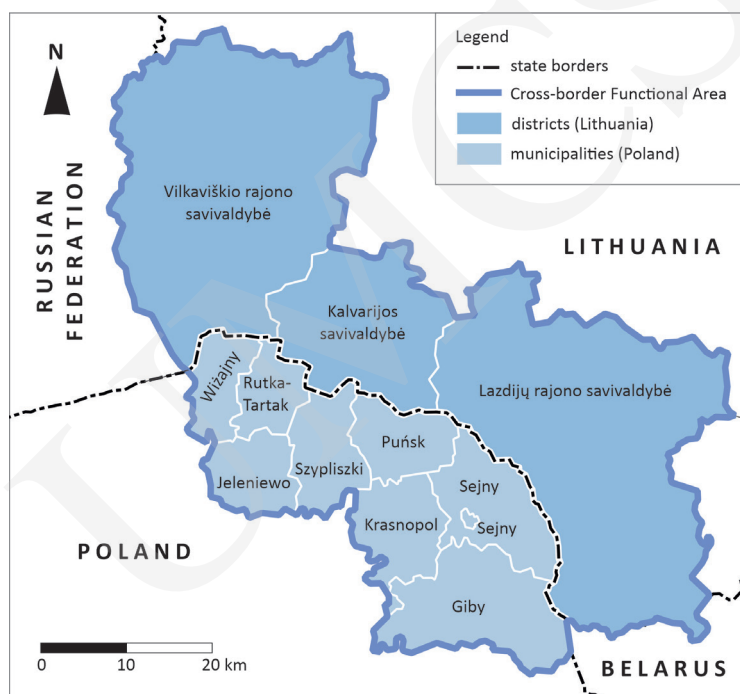 Legend
state borders
Cross-border Functional Area
districts (Lithuania)
municipalities (Poland)
N
RUSSIAN
FEDERATION
Vilkaviškio rajono
savivaldybė
LITHUANIA
Kalvarijos
savivaldybė
Lazdijų rajono savivaldybė
Wiżajny
Rutka-
Tartak
Puńsk
Szypliszki
Jeleniewo
Sejny
Krasnopol
Sejny
POLAND
Giby
0 10 20 km
BELARUS
UMCS